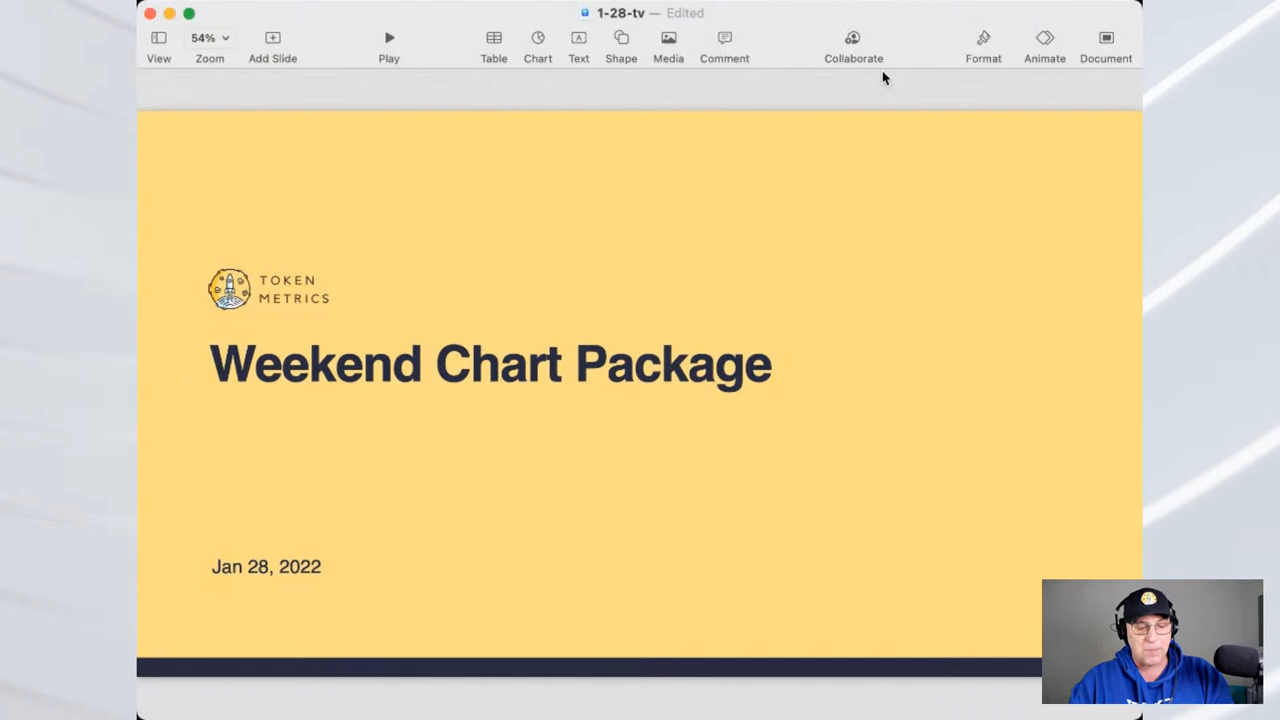 1-28-tv — Edited
54%
View
Zoom
Add Slide
Play
Table
Chart
Text
Shape
Media
Comment
Collaborate
Format
Animate
Document
TOKEN
METRICS
Weekend Chart Package
Jan 28, 2022